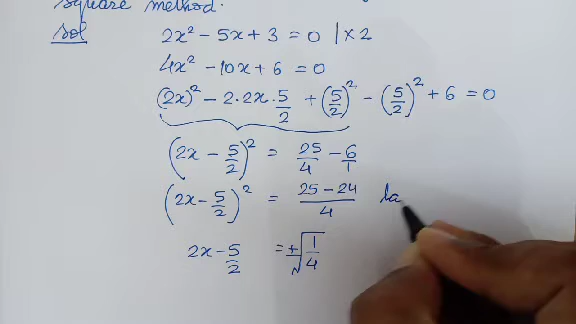 square method.
sol 2x² - 5x + 3 = 0 | × 2
4x² - 10x + 6 = 0
(2x)² - 2·2x·5/2 + (5/2)² - (5/2)² + 6 = 0
(2x - 5/2)² = 25/4 - 6/1
(2x - 5/2)² = (25 - 24)/4
2x - 5/2 = ±√(1/4)